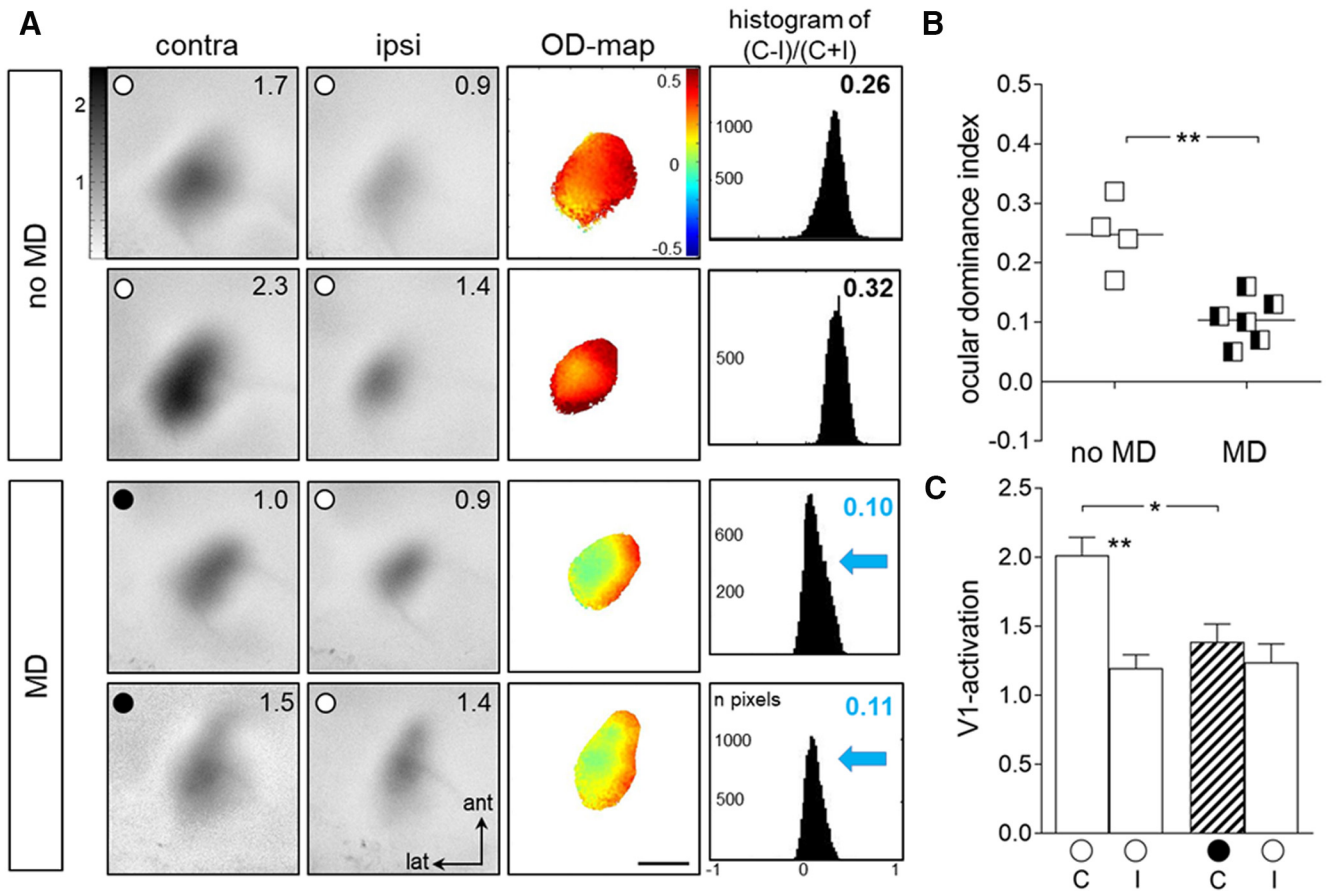 A
contra
ipsi
OD-map
histogram of
(C-I)/(C+I)
no MD
2
1
1.7
0.9
0.5
0
-0.5
0.26
1000
500
2.3
1.4
0.32
500
MD
1.0
0.9
0.10
600
200
1.5
1.4
ant
lat
n pixels
0.11
1000
500
-1
0
1
B
ocular dominance index
0.5
0.4
0.3
0.2
0.1
0.0
-0.1
**
no MD
MD
C
V1-activation
2.5
2.0
1.5
1.0
0.5
0.0
*
**
C
I
C
I